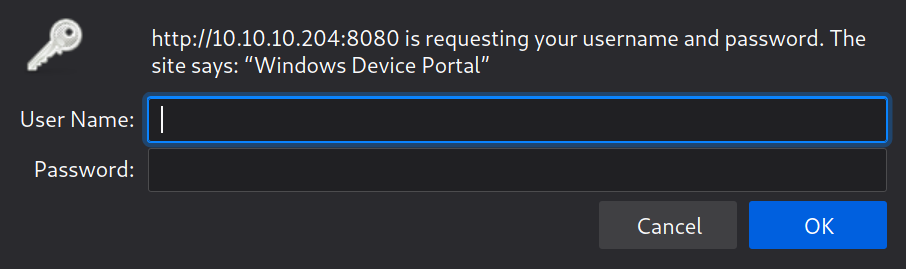 http://10.10.10.204:8080 is requesting your username and password. The
site says: “Windows Device Portal”
User Name:
Password:
Cancel OK